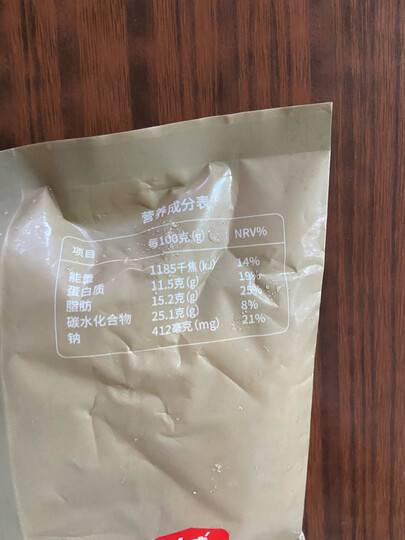 营养成分表
项目 每100克(g) NRV%
能量 1185千焦(kJ) 14%
蛋白质 11.5克(g) 19%
脂肪 15.2克(g) 25%
碳水化合物 25.1克(g) 8%
钠 412毫克(mg) 21%